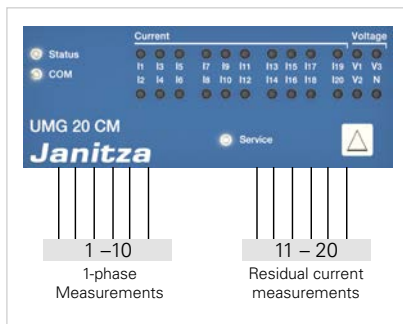 Current Voltage
Status
I1 I3 I5 I7 I9 I11 I13 I15 I17 I19 V1 V3
COM
I2 I4 I6 I8 I10 I12 I14 I16 I18 I20 V2 N
UMG 20 CM
Service
Janitza
1 –10 11 – 20
1-phase
Measurements
Residual current
measurements